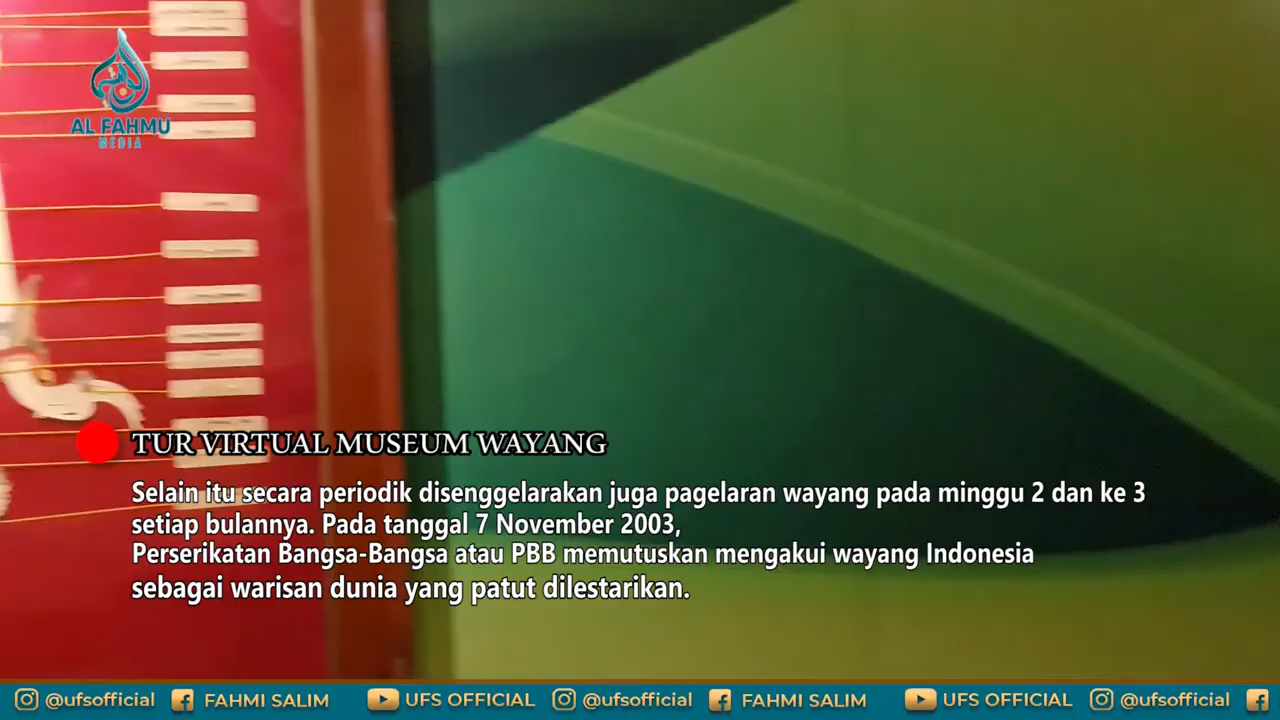 AL FAHMU
MEDIA
TUR VIRTUAL MUSEUM WAYANG
Selain itu secara periodik disenggelarakan juga pagelaran wayang pada minggu 2 dan ke 3
setiap bulannya. Pada tanggal 7 November 2003,
Perserikatan Bangsa-Bangsa atau PBB memutuskan mengakui wayang Indonesia
sebagai warisan dunia yang patut dilestarikan.
@ufsofficial FAHMI SALIM UFS OFFICIAL @ufsofficial FAHMI SALIM UFS OFFICIAL @ufsofficial